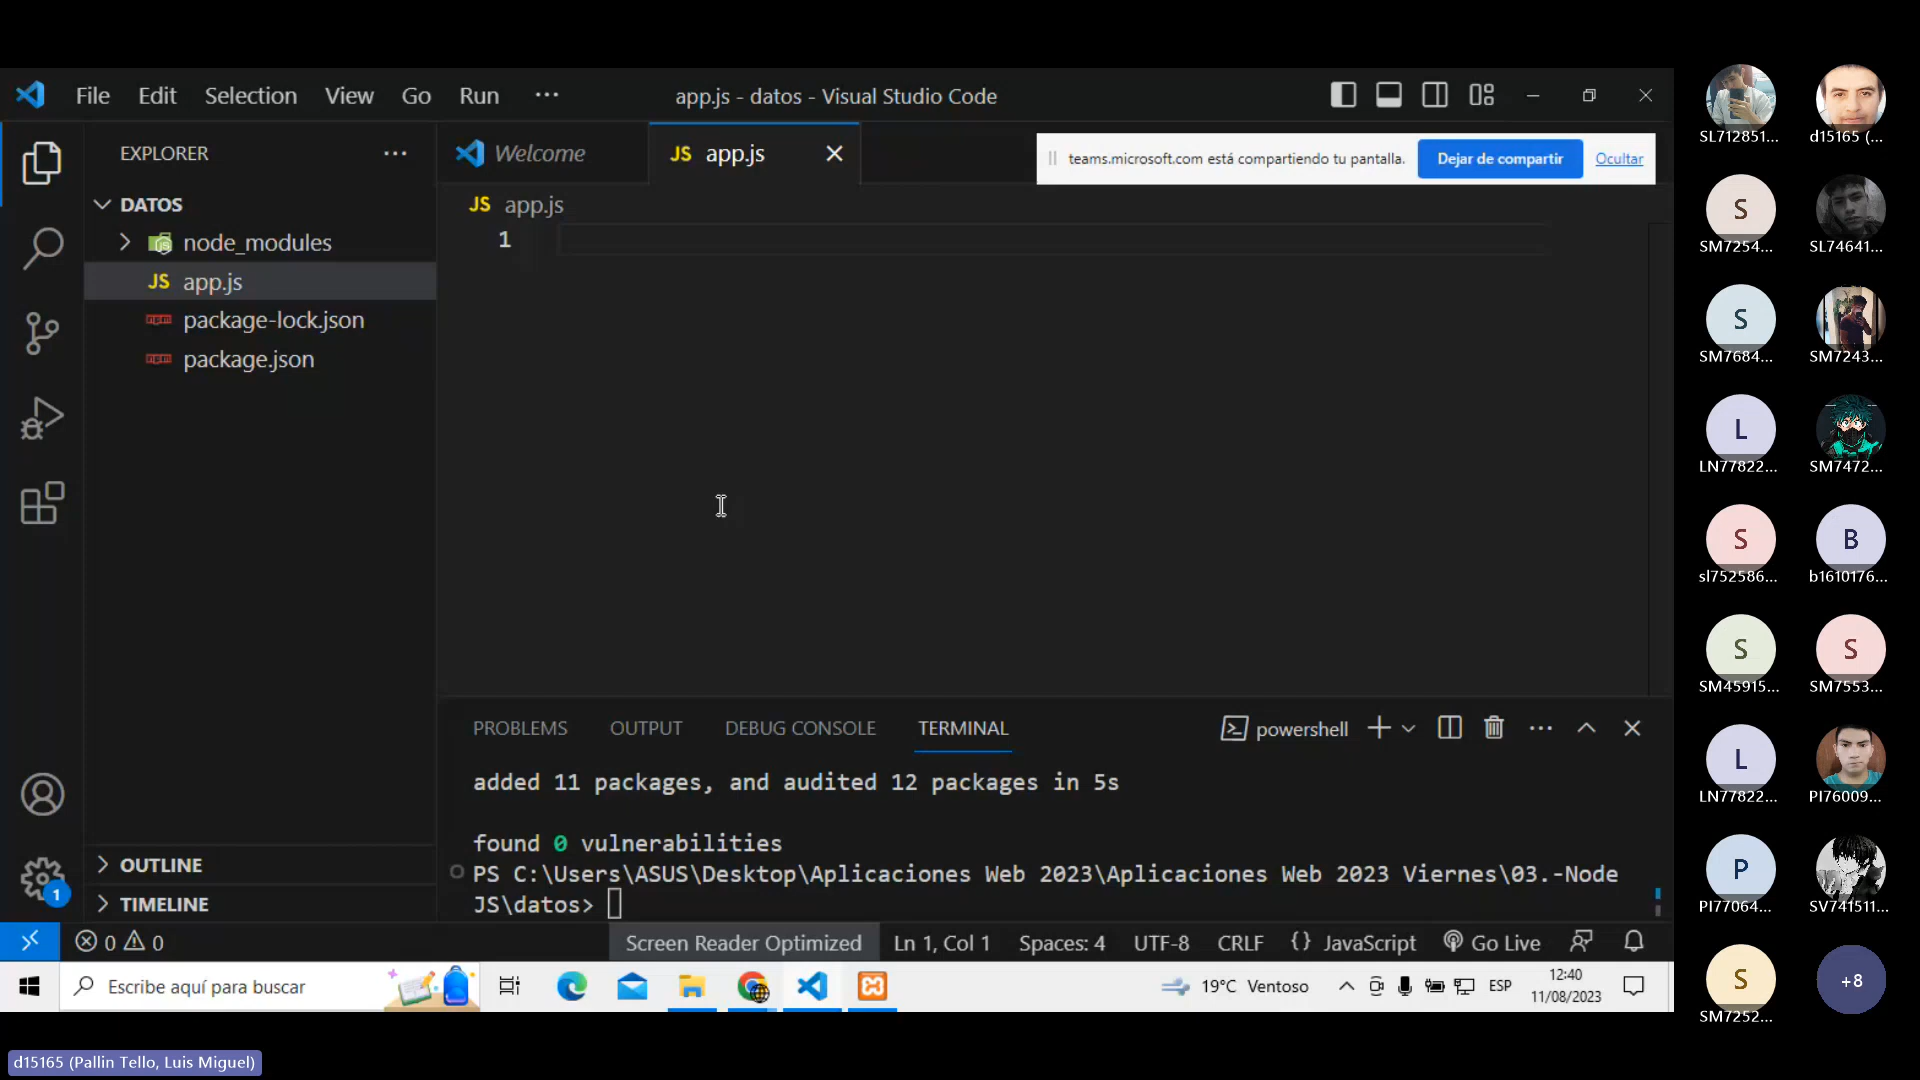 File Edit Selection View Go Run ...
app.js - datos - Visual Studio Code
EXPLORER
DATOS
node_modules
JS app.js
package-lock.json
package.json
OUTLINE
TIMELINE
Welcome
JS app.js
teams.microsoft.com está compartiendo tu pantalla.
Dejar de compartir
Ocultar
JS app.js
1
PROBLEMS OUTPUT DEBUG CONSOLE TERMINAL
powershell
added 11 packages, and audited 12 packages in 5s
found 0 vulnerabilities
PS C:\Users\ASUS\Desktop\Aplicaciones Web 2023\Aplicaciones Web 2023 Viernes\03.-Node
JS\datos>
1
0 0
Screen Reader Optimized
Ln 1, Col 1
Spaces: 4
UTF-8
CRLF
{} JavaScript
Go Live
Escribe aquí para buscar
19°C Ventoso
ESP
12:40
11/08/2023
SL712851...
d15165 (...
S
SM7254...
SL74641...
S
SM7684...
SM7243...
L
LN77822...
SM7472...
S
sl752586...
B
b1610176...
S
SM45915...
S
SM7553...
L
LN77822...
PI76009...
P
PI77064...
SV741511...
S
SM7252...
+8
d15165 (Pallin Tello, Luis Miguel)